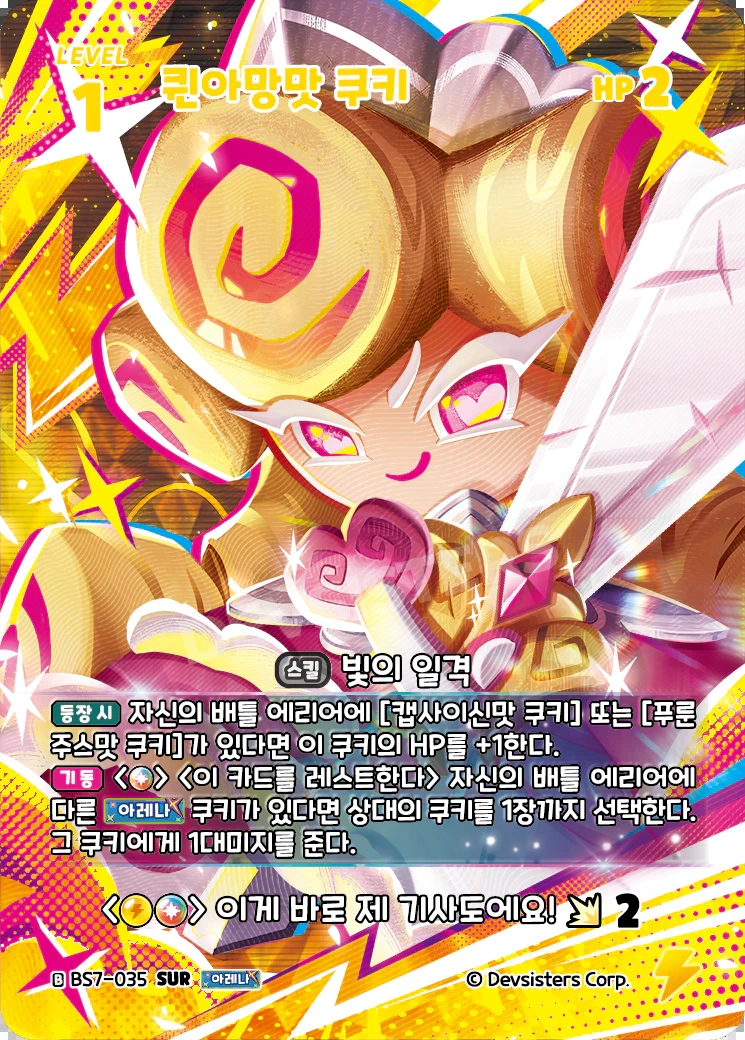 LEVEL
1
퀸아망맛 쿠키
HP 2
스킬 빛의 일격
등장 시 자신의 배틀 에리어에 [캡사이신맛 쿠키] 또는 [푸룬
주스맛 쿠키]가 있다면 이 쿠키의 HP를 +1한다.
기동 < > <이 카드를 레스트한다> 자신의 배틀 에리어에
다른 아레나 쿠키가 있다면 상대의 쿠키를 1장까지 선택한다.
그 쿠키에게 1대미지를 준다.
< > 이게 바로 제 기사도에요! 2
B BS7-035 SUR 아레나
© Devsisters Corp.